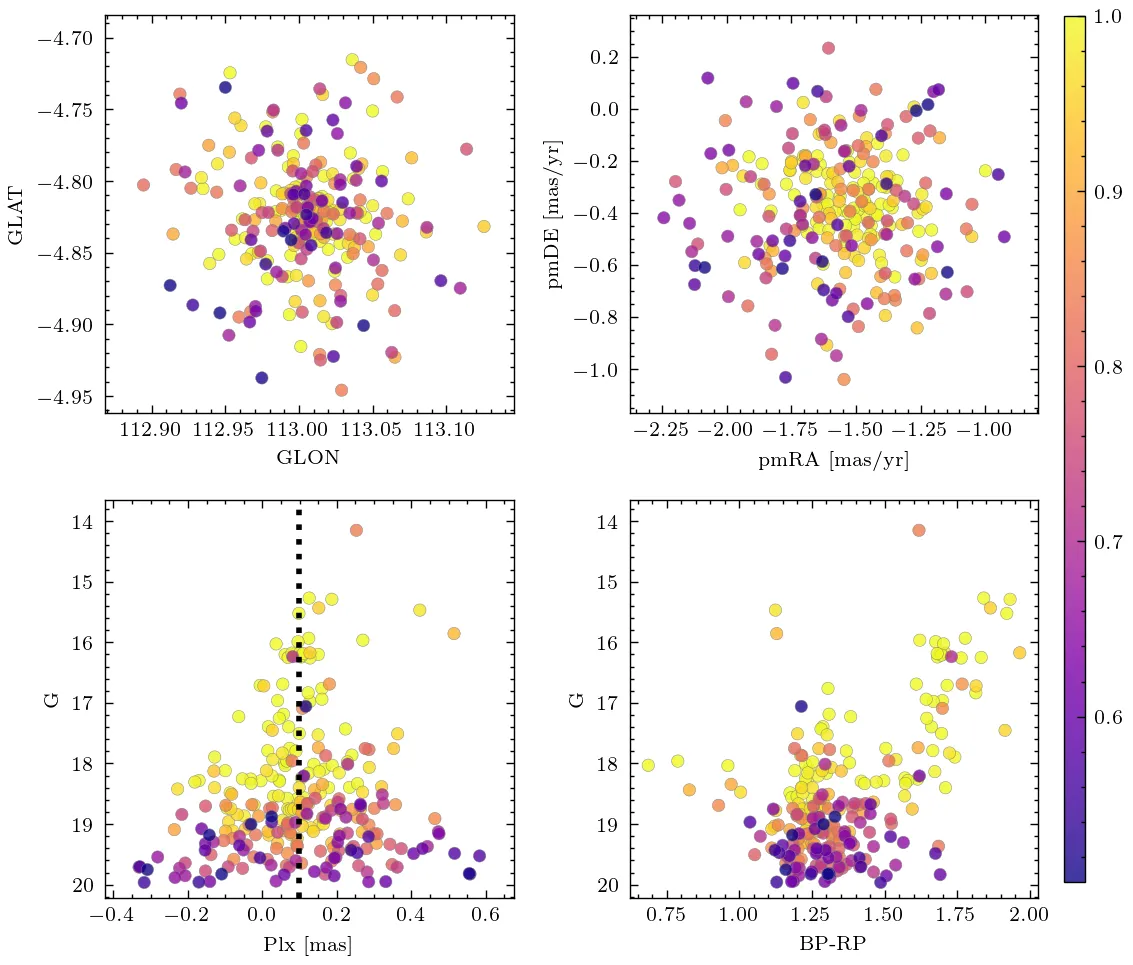 −4.70
−4.75
−4.80
−4.85
−4.90
−4.95
GLAT
112.90 112.95 113.00 113.05 113.10
GLON
0.2
0.0
−0.2
−0.4
−0.6
−0.8
−1.0
pmDE [mas/yr]
−2.25 −2.00 −1.75 −1.50 −1.25 −1.00
pmRA [mas/yr]
14
15
16
17
18
19
20
G
−0.4 −0.2 0.0 0.2 0.4 0.6
Plx [mas]
14
15
16
17
18
19
20
G
0.75 1.00 1.25 1.50 1.75 2.00
BP-RP
1.0
0.9
0.8
0.7
0.6